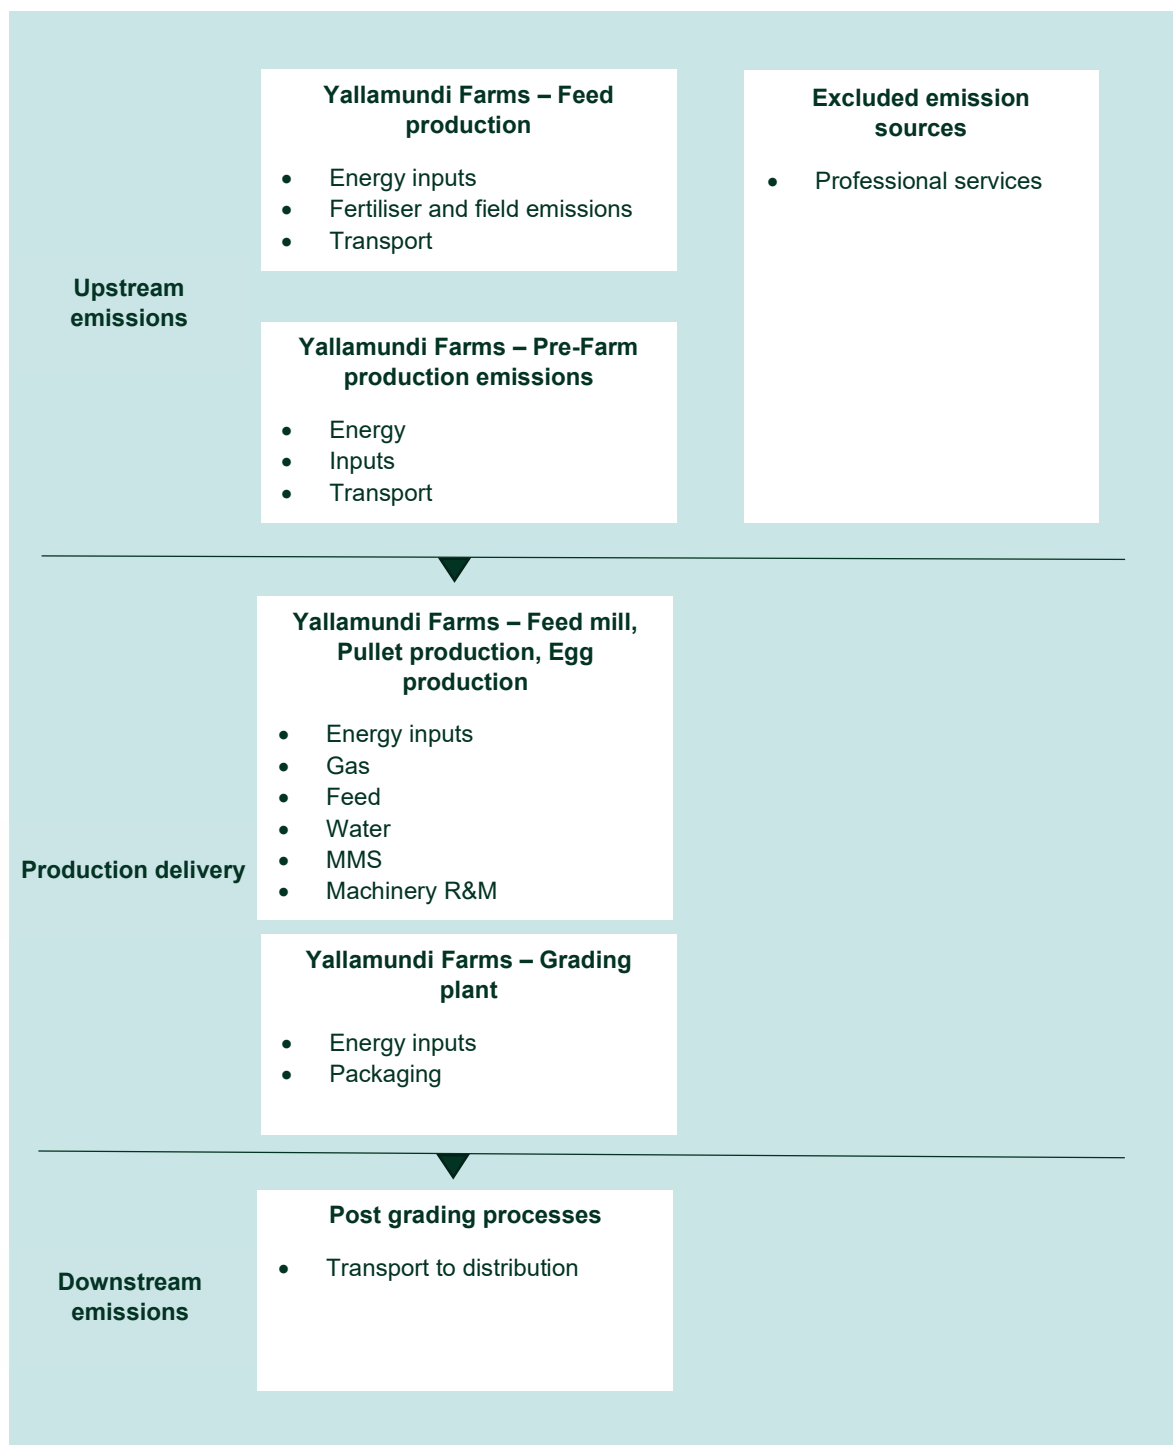 Yallamundi Farms – Feed
production
• Energy inputs
• Fertiliser and field emissions
• Transport
Excluded emission
sources
• Professional services
Upstream
emissions
Yallamundi Farms – Pre-Farm
production emissions
• Energy
• Inputs
• Transport
Yallamundi Farms – Feed mill,
Pullet production, Egg
production
• Energy inputs
• Gas
• Feed
• Water
• MMS
• Machinery R&M
Production delivery
Yallamundi Farms – Grading
plant
• Energy inputs
• Packaging
Post grading processes
• Transport to distribution
Downstream
emissions